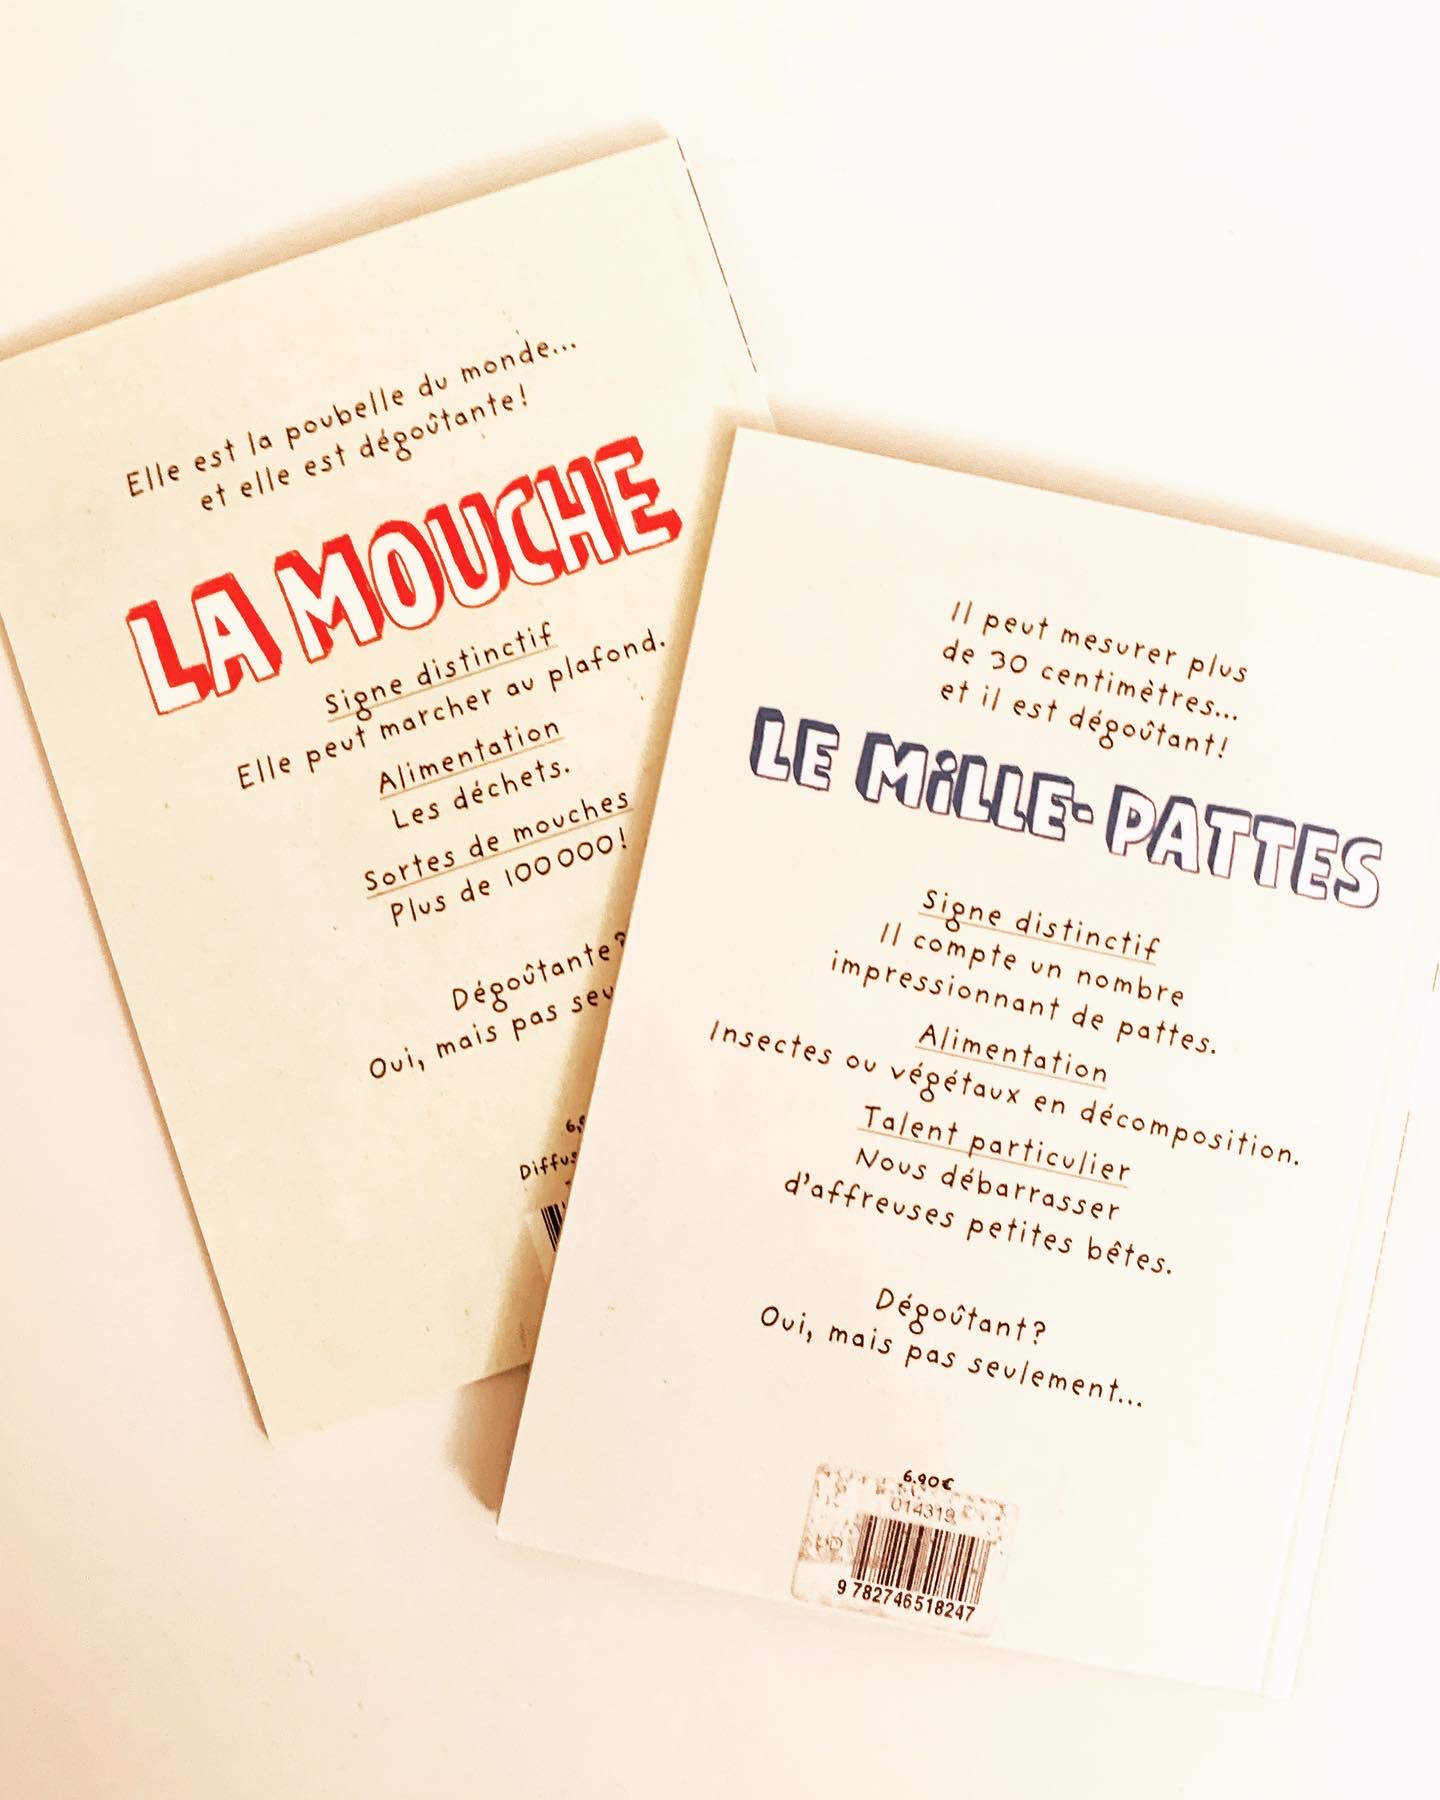 Elle est la poubelle du monde...
et elle est dégoûtante!
LA MOUCHE
Signe distinctif
Elle peut marcher au plafond.
Alimentation
Les déchets.
Sortes de mouches
Plus de 100 000!
Dégoûtante?
Oui, mais pas
Il peut mesurer plus
de 30 centimètres...
et il est dégoûtant!
LE MiLLE-PATTES
Signe distinctif
Il compte un nombre
impressionnant de pattes.
Alimentation
Insectes ou végétaux en décomposition.
Talent particulier
Nous débarrasser
d'affreuses petites bêtes.
Dégoûtant?
Oui, mais pas seulement...
6.90€
014319
9 782746518247